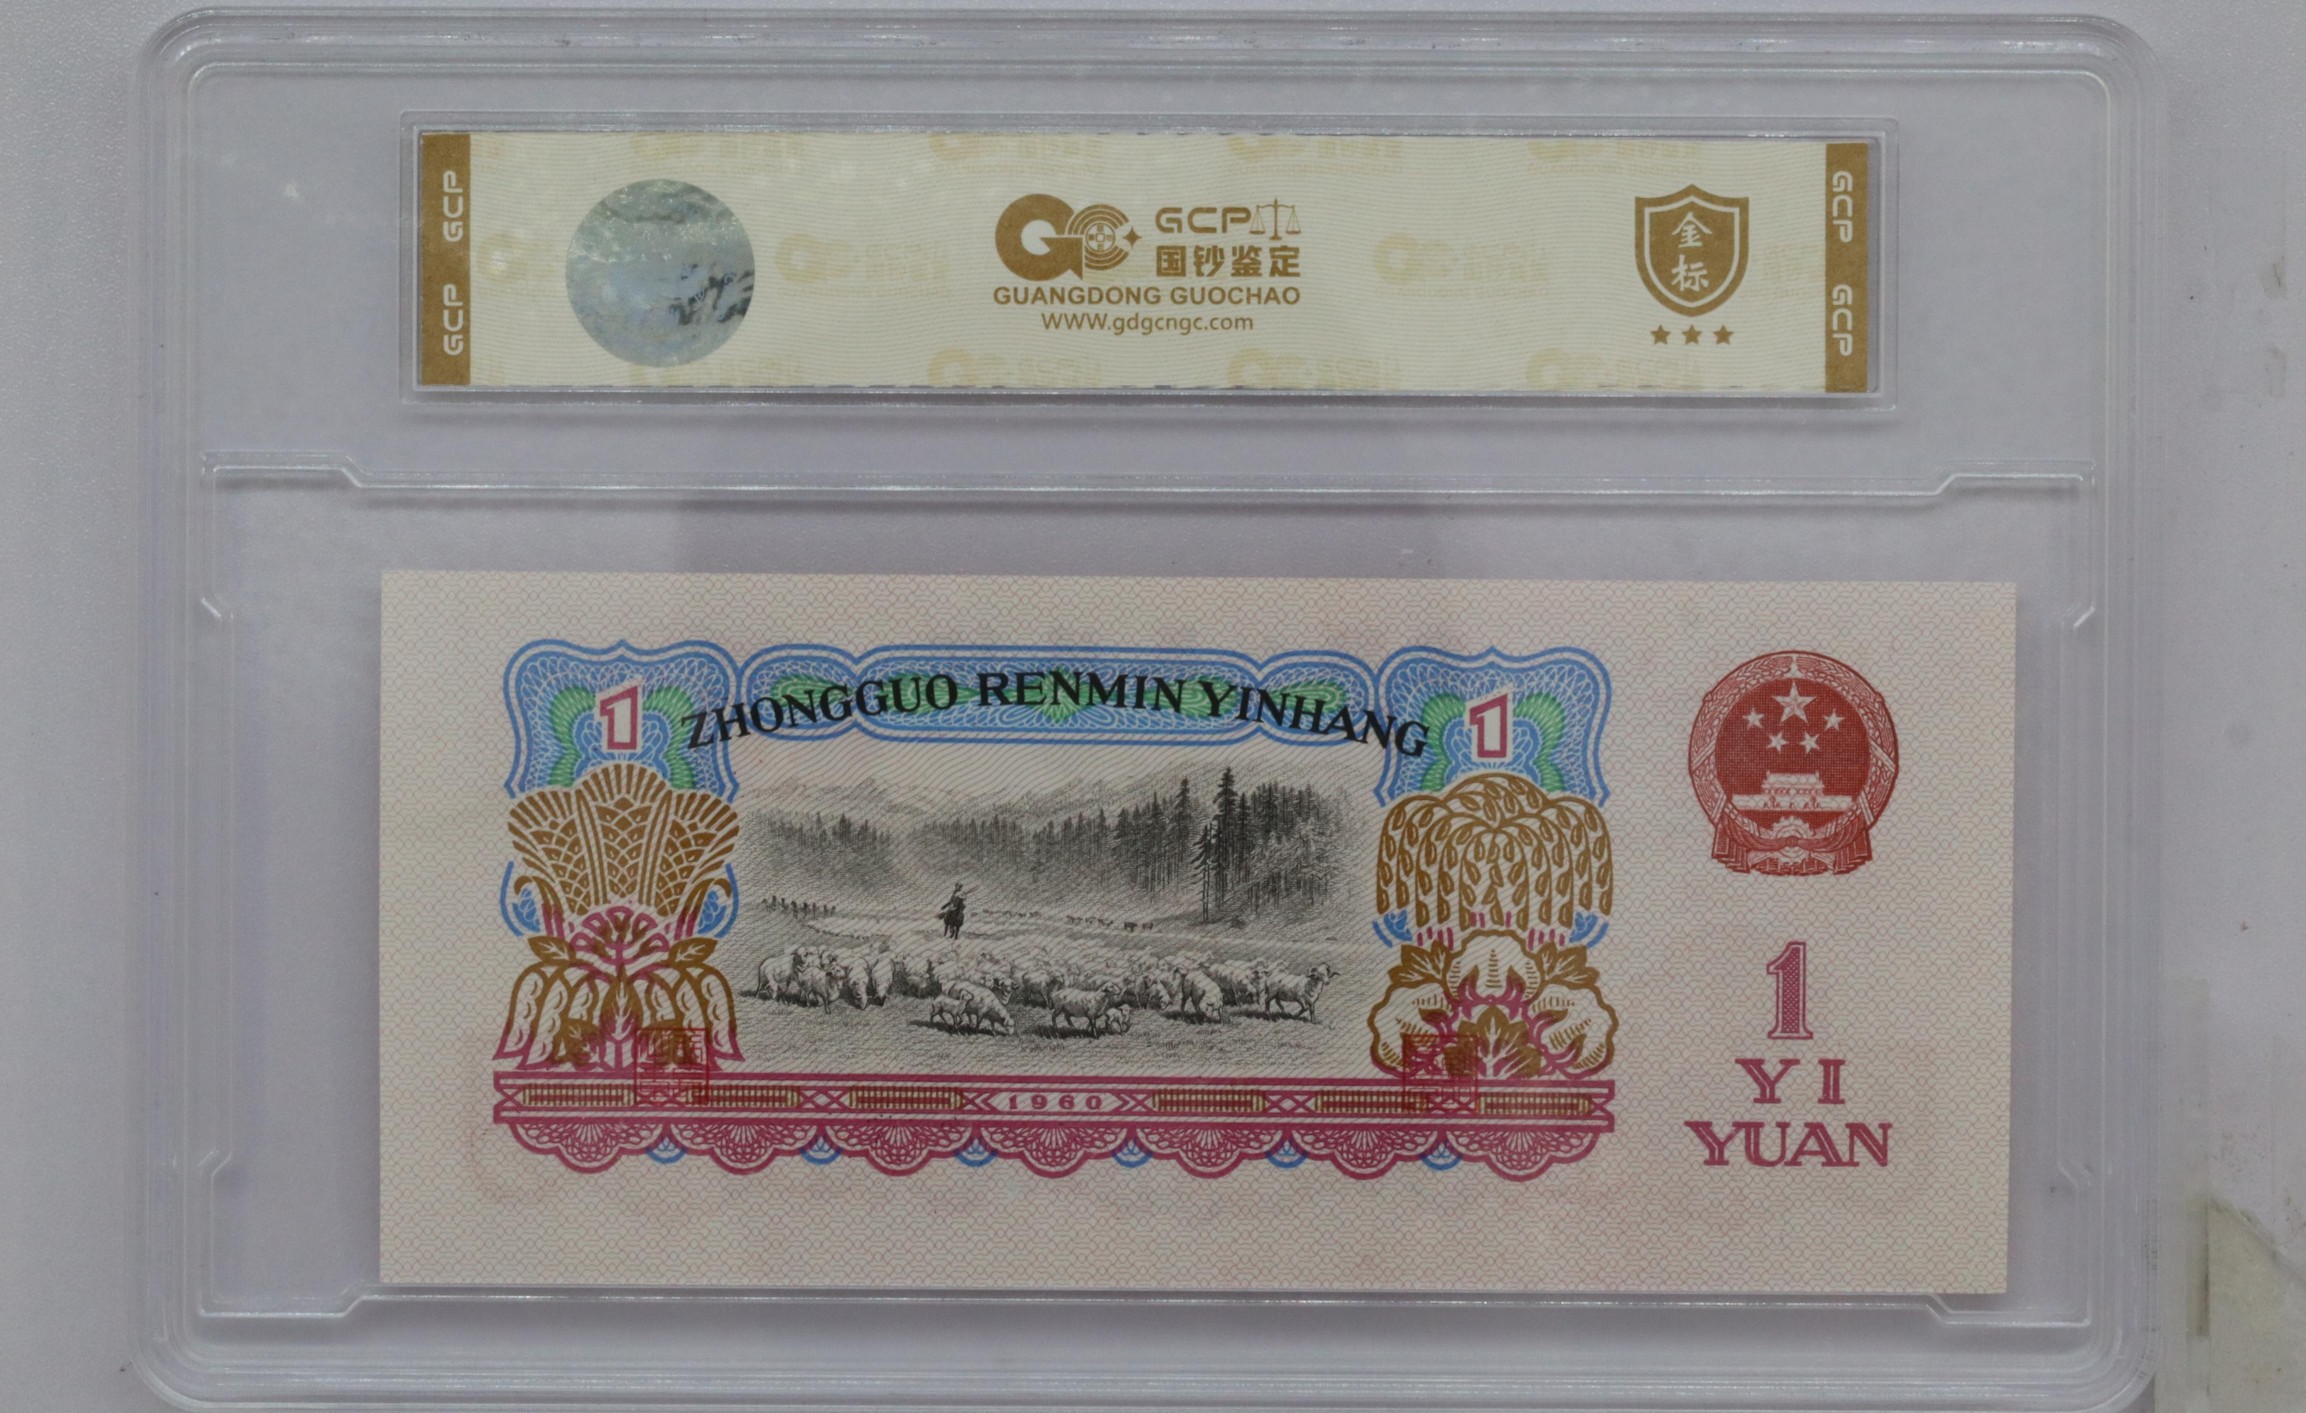 GCP GCP
GCP
国钞鉴定
GUANGDONG GUOCHAO
WWW.gdgcngc.com
金标
GCP GCP
ZHONGGUO RENMIN YINHANG
1
1
1960
1
YI
YUAN